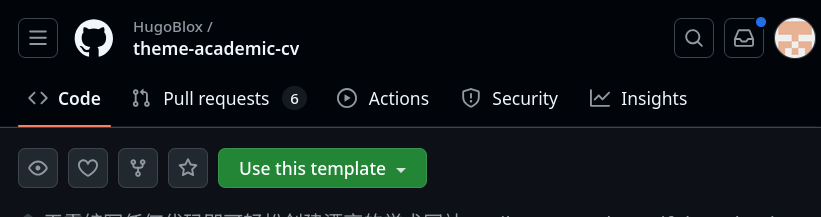 HugoBlox /
theme-academic-cv
Code
Pull requests 6
Actions
Security
Insights
Use this template